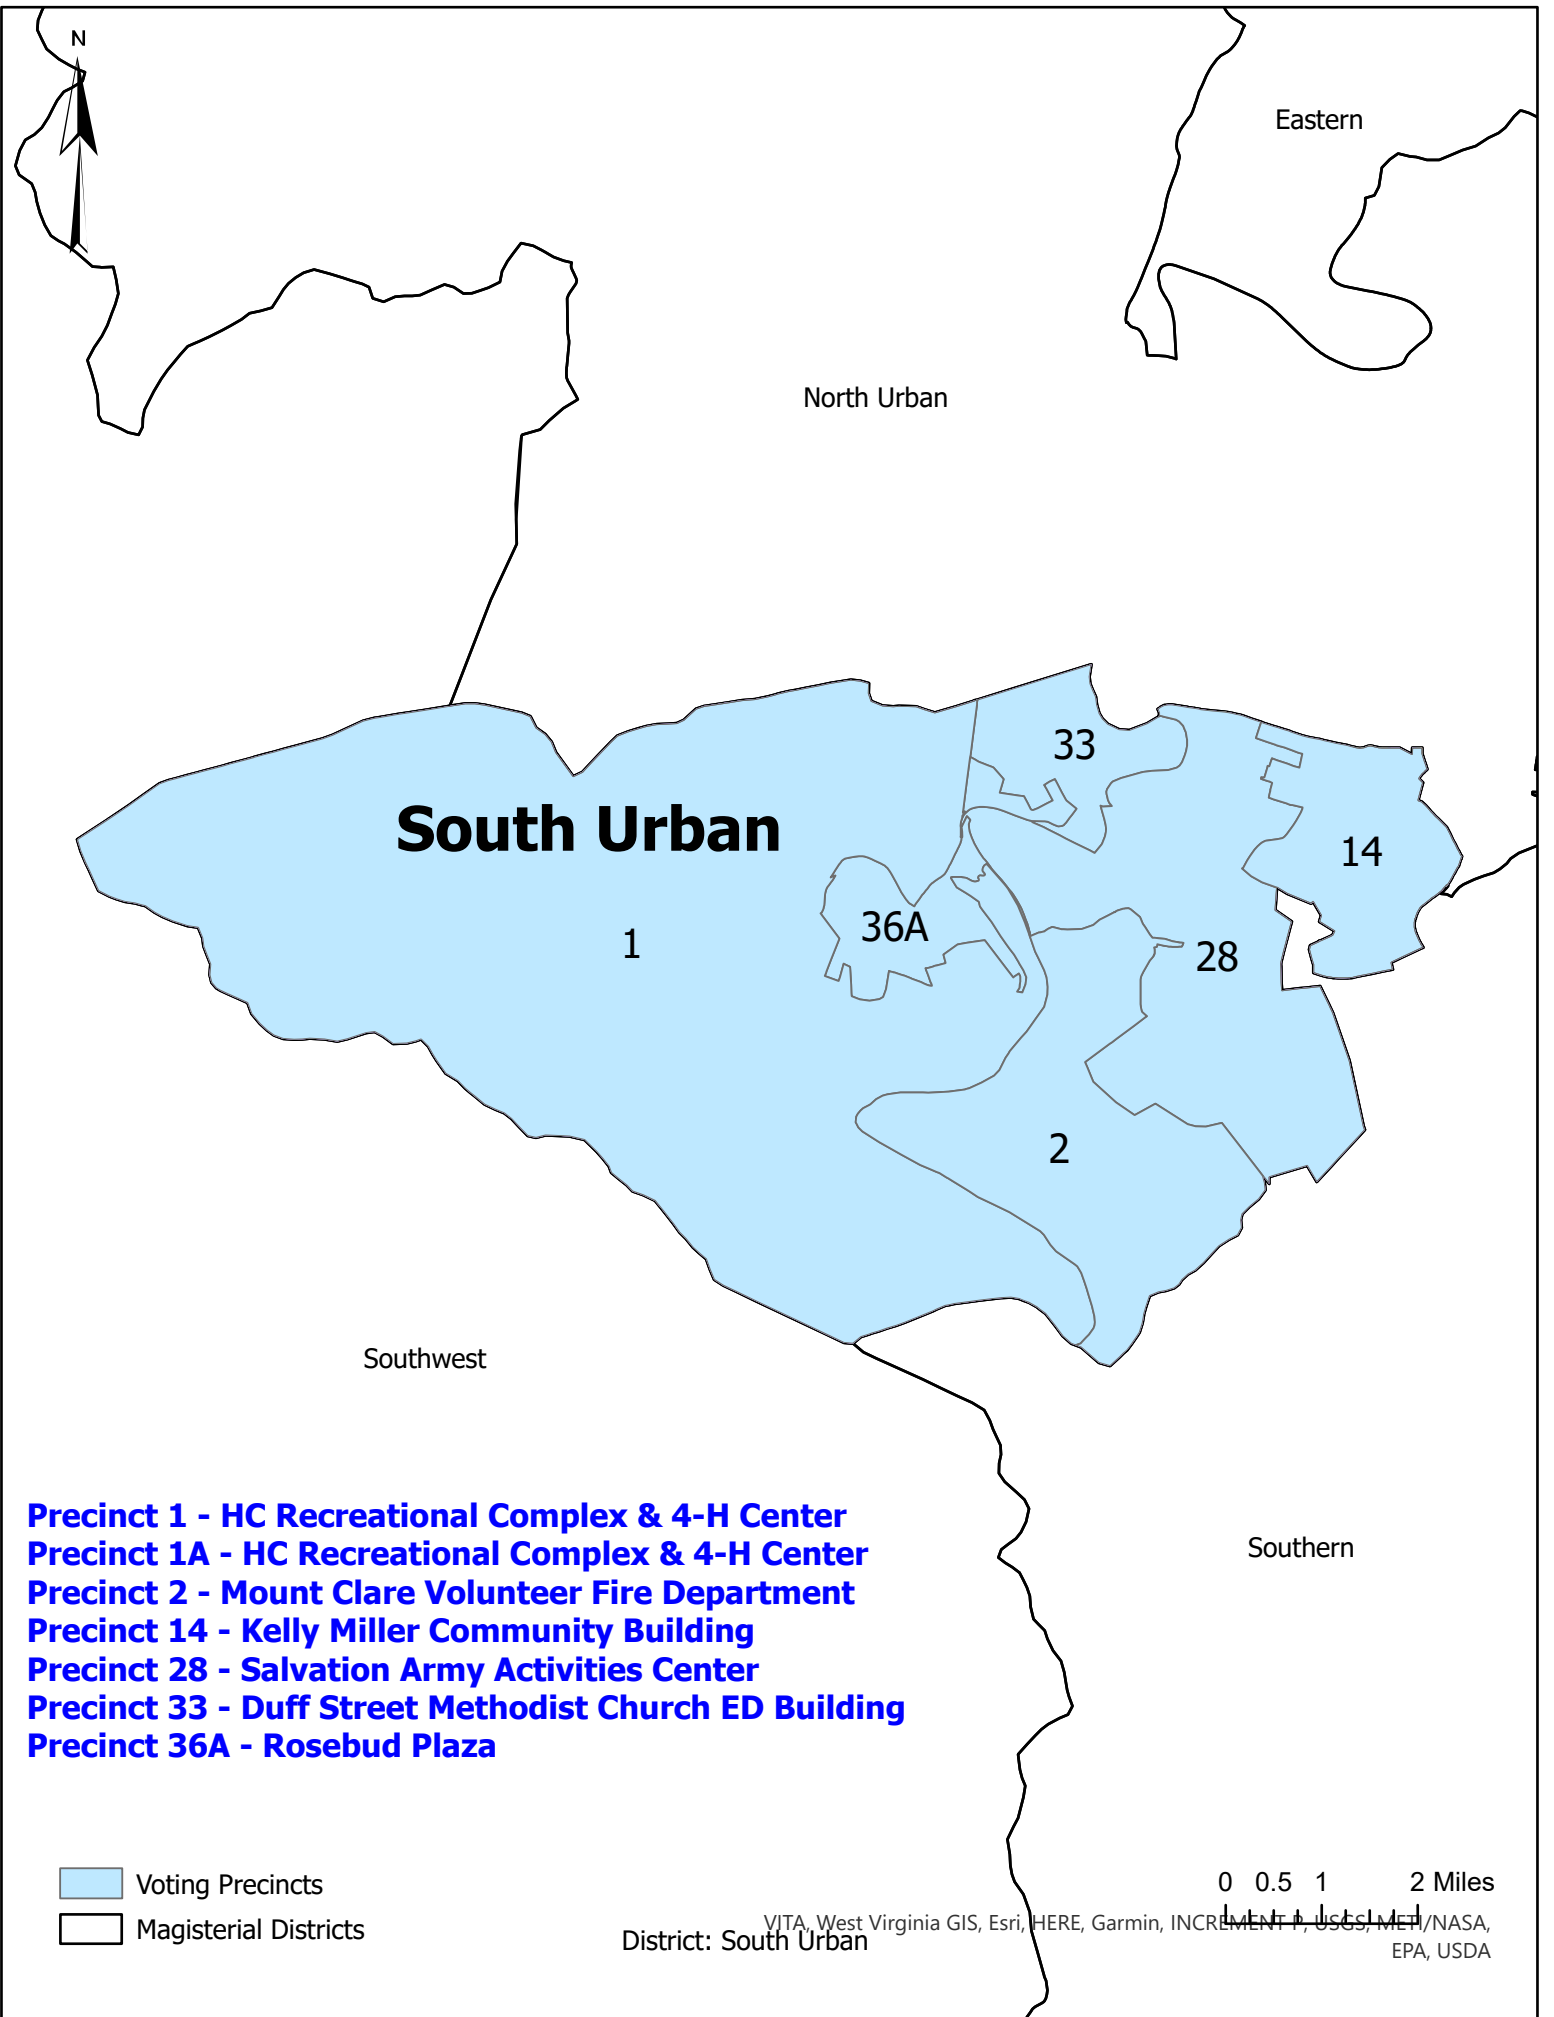 N
Eastern
North Urban
33
South Urban
14
36A
1
28
2
Southwest
Precinct 1 - HC Recreational Complex & 4-H Center
Precinct 1A - HC Recreational Complex & 4-H Center
Southern
Precinct 2 - Mount Clare Volunteer Fire Department
Precinct 14 - Kelly Miller Community Building
Precinct 28 - Salvation Army Activities Center
Precinct 33 - Duff Street Methodist Church ED Building
Precinct 36A - Rosebud Plaza
Voting Precincts
0 0.5 1 2 Miles
Magisterial Districts
District: South Urban
VITA, West Virginia GIS, Esri, HERE, Garmin, INCREMENT P, USGS, METI/NASA,
EPA, USDA